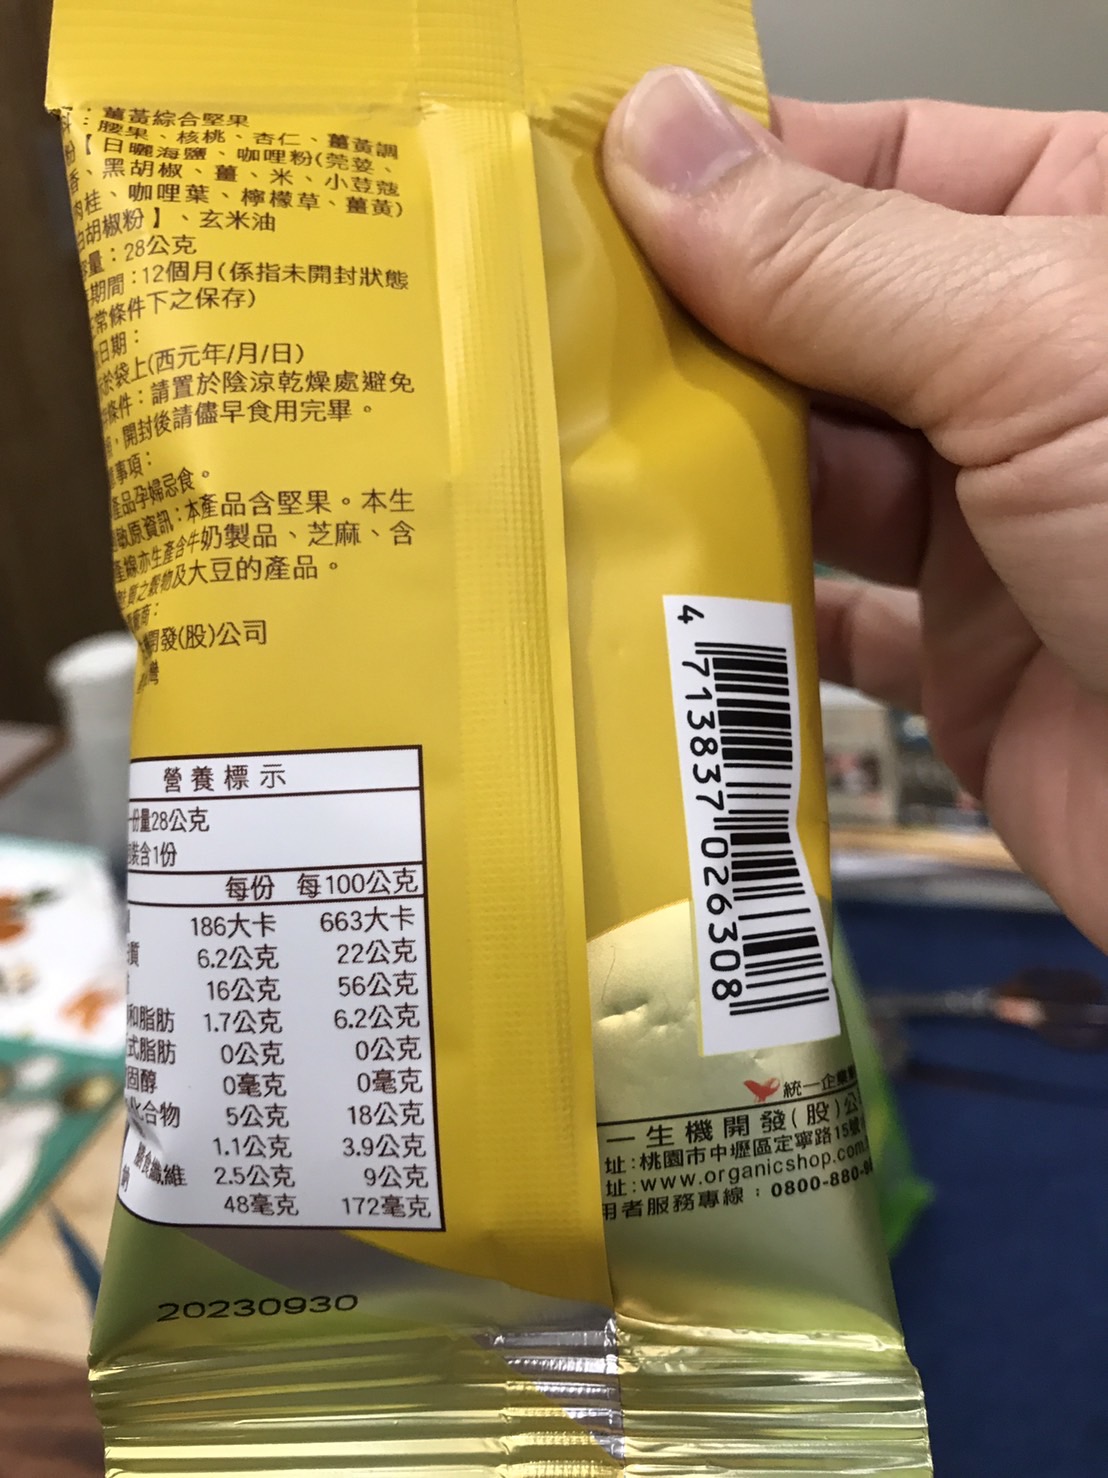 ：薑黃綜合堅果
：腰果、核桃、杏仁、薑黃調
粉【日曬海鹽、咖哩粉(芫荽、
香、黑胡椒、薑、米、小荳蔻
肉桂、咖哩葉、檸檬草、薑黃)
白胡椒粉】、玄米油
量：28公克
期間：12個月(係指未開封狀態
常條件下之保存)
日期：
於袋上(西元年/月/日)
條件：請置於陰涼乾燥處避免
，開封後請儘早食用完畢。
事項：
產品孕婦忌食。
敏原資訊：本產品含堅果。本生
產線亦生產含牛奶製品、芝麻、含
之穀物及大豆的產品。
商：
開發(股)公司
灣
營養標示
一份量28公克
裝含1份
每份 每100公克
186大卡 663大卡
質 6.2公克 22公克
16公克 56公克
和脂肪 1.7公克 6.2公克
式脂肪 0公克 0公克
固醇 0毫克 0毫克
化合物 5公克 18公克
1.1公克 3.9公克
膳食纖維 2.5公克 9公克
鈉 48毫克 172毫克
20230930
4 713837 026308
統一企業
一生機開發(股)公
址：桃園市中壢區定寧路15號
址：www.organicshop.com.
用者服務專線：0800-880-